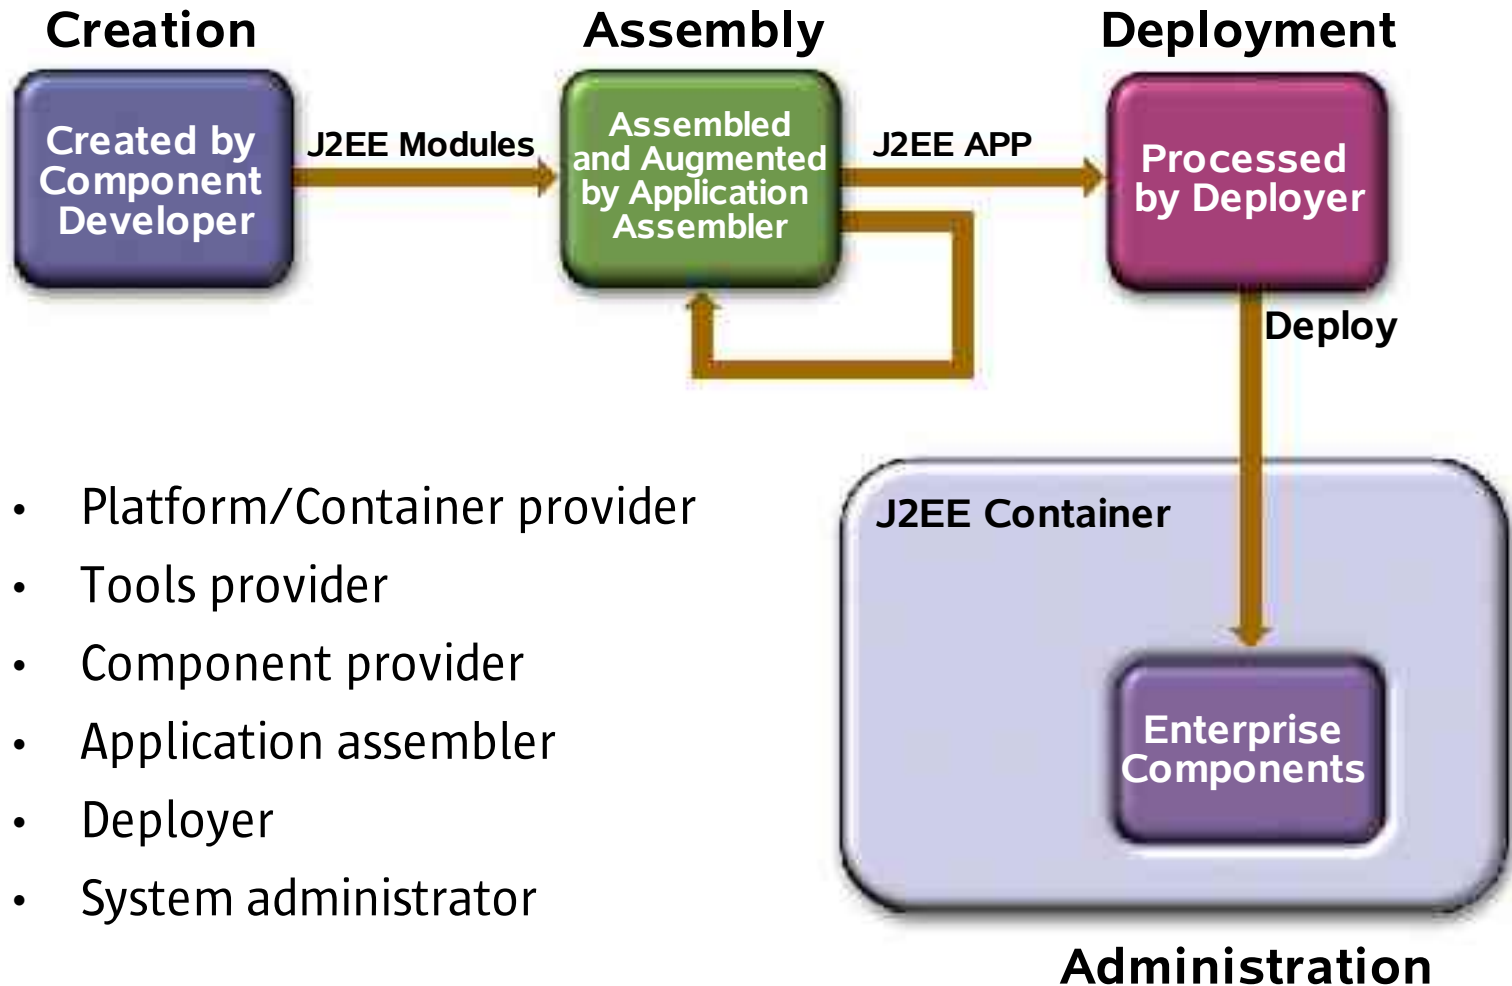 Creation
Assembly
Deployment
Created by
Component
Developer
J2EE Modules
Assembled
and Augmented
by Application
Assembler
J2EE APP
Processed
by Deployer
Deploy
• Platform/Container provider
• Tools provider
• Component provider
• Application assembler
• Deployer
• System administrator
J2EE Container
Enterprise
Components
Administration